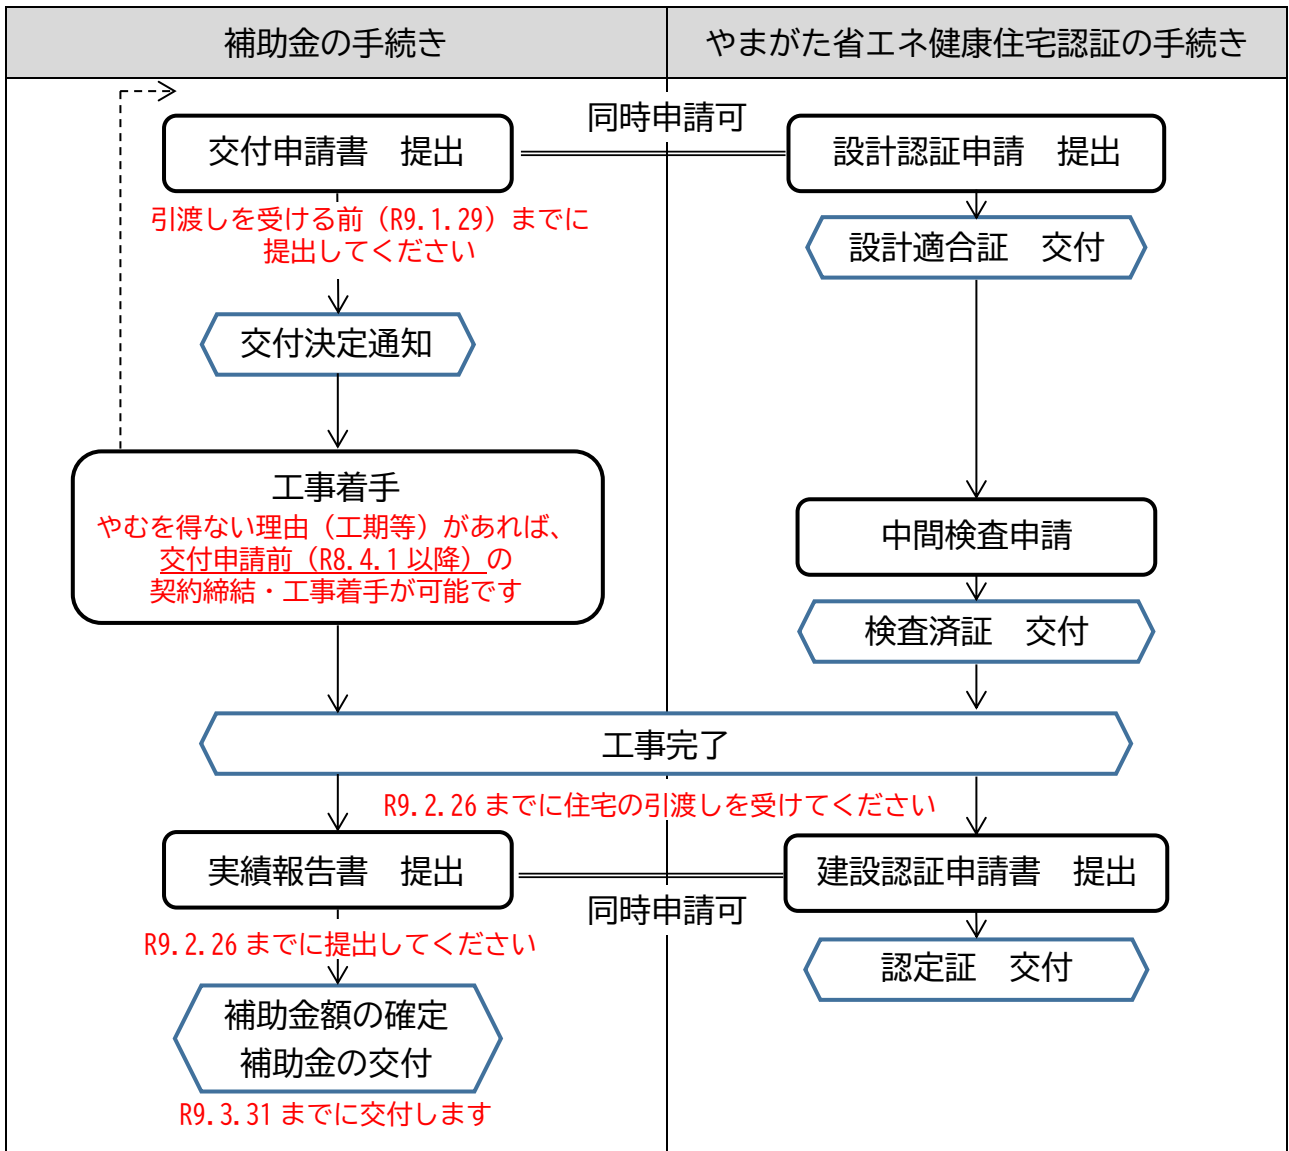 補助金の手続き
やまがた省エネ健康住宅認証の手続き
同時申請可
交付申請書　提出
設計認証申請　提出
引渡しを受ける前（R9.1.29）までに
提出してください
設計適合証　交付
交付決定通知
工事着手
やむを得ない理由（工期等）があれば、
交付申請前（R8.4.1以降）の
契約締結・工事着手が可能です
中間検査申請
検査済証　交付
工事完了
R9.2.26までに住宅の引渡しを受けてください
実績報告書　提出
建設認証申請書　提出
同時申請可
R9.2.26までに提出してください
認定証　交付
補助金額の確定
補助金の交付
R9.3.31までに交付します